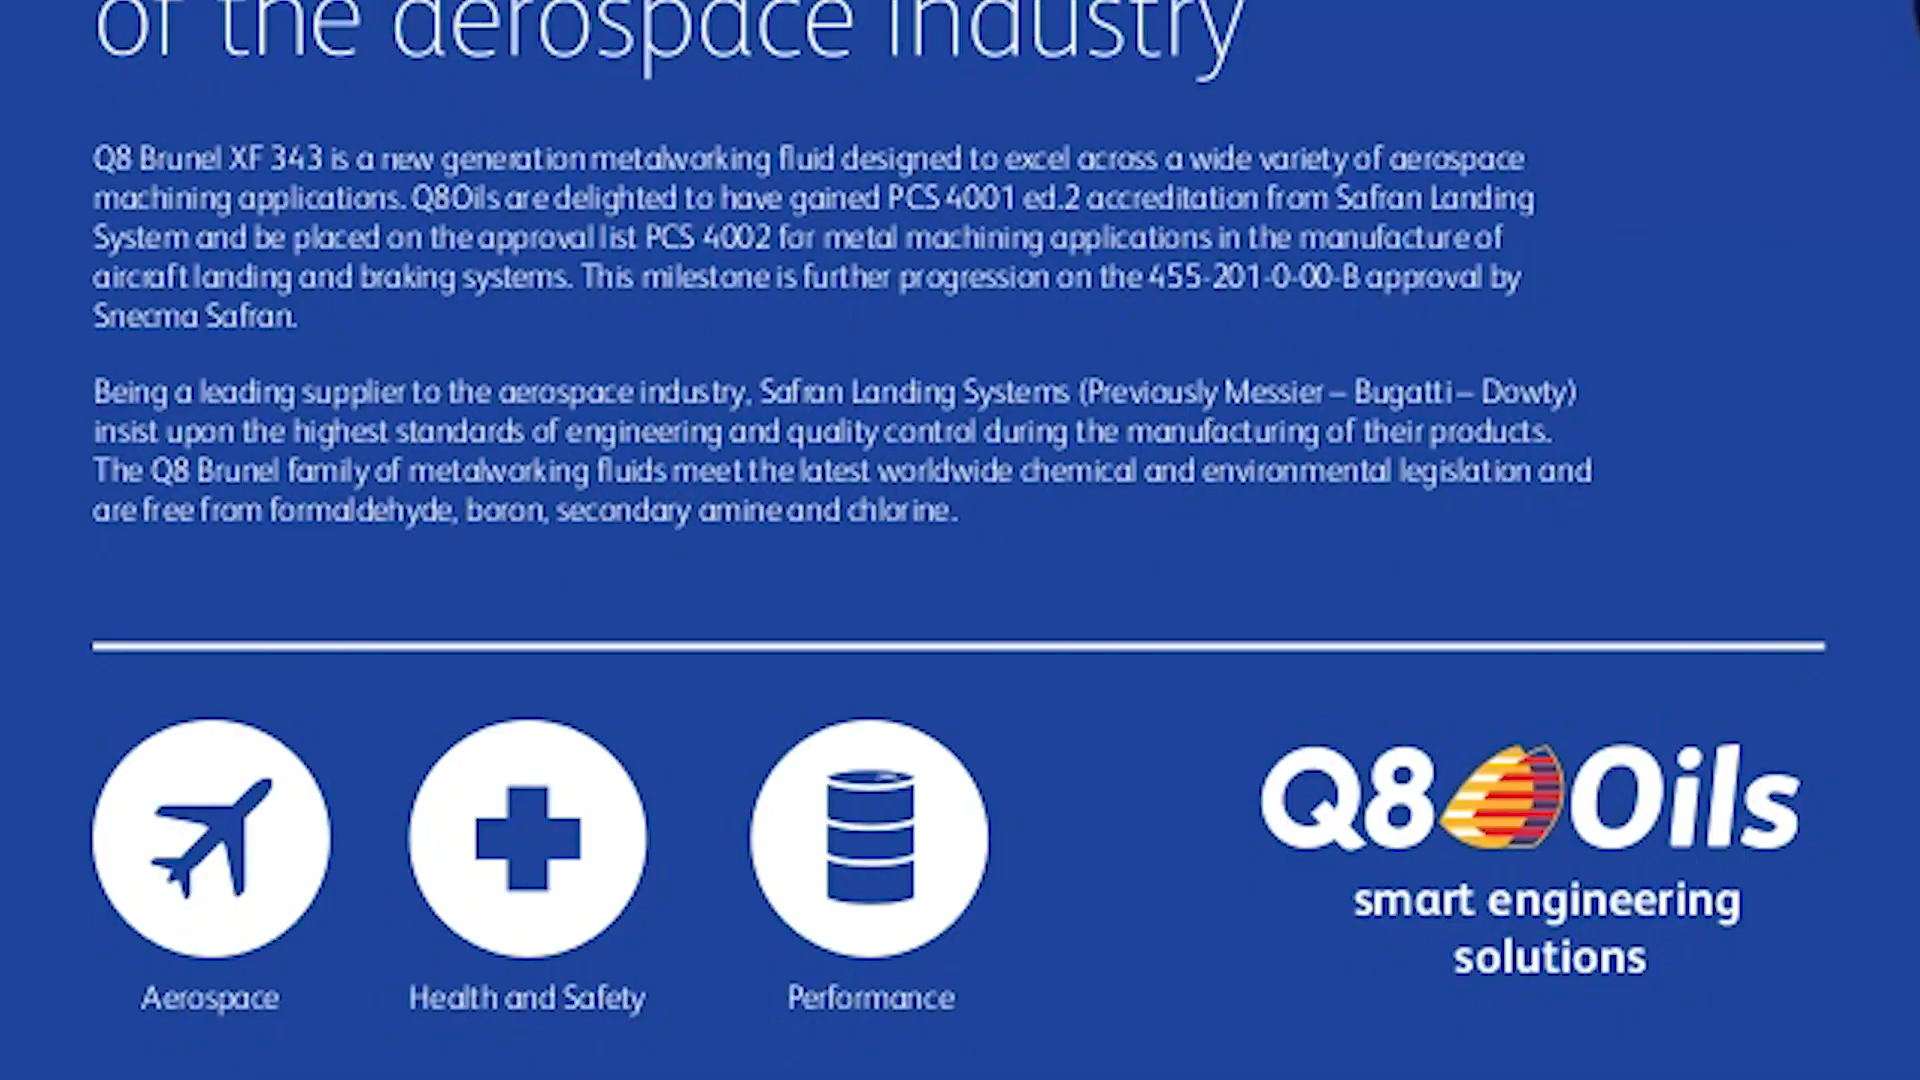 of the aerospace industry
Q8 Brunel XF 343 is a new generation metalworking fluid designed to excel across a wide variety of aerospace
machining applications. Q8Oils are delighted to have gained PCS 4001 ed.2 accreditation from Safran Landing
System and be placed on the approval list PCS 4002 for metal machining applications in the manufacture of
aircraft landing and braking systems. This milestone is further progression on the 455-201-0-00-B approval by
Snecma Safran.
Being a leading supplier to the aerospace industry, Safran Landing Systems (Previously Messier – Bugatti – Dowty)
insist upon the highest standards of engineering and quality control during the manufacturing of their products.
The Q8 Brunel family of metalworking fluids meet the latest worldwide chemical and environmental legislation and
are free from formaldehyde, boron, secondary amine and chlorine.
Q8 Oils
smart engineering
solutions
Aerospace
Health and Safety
Performance